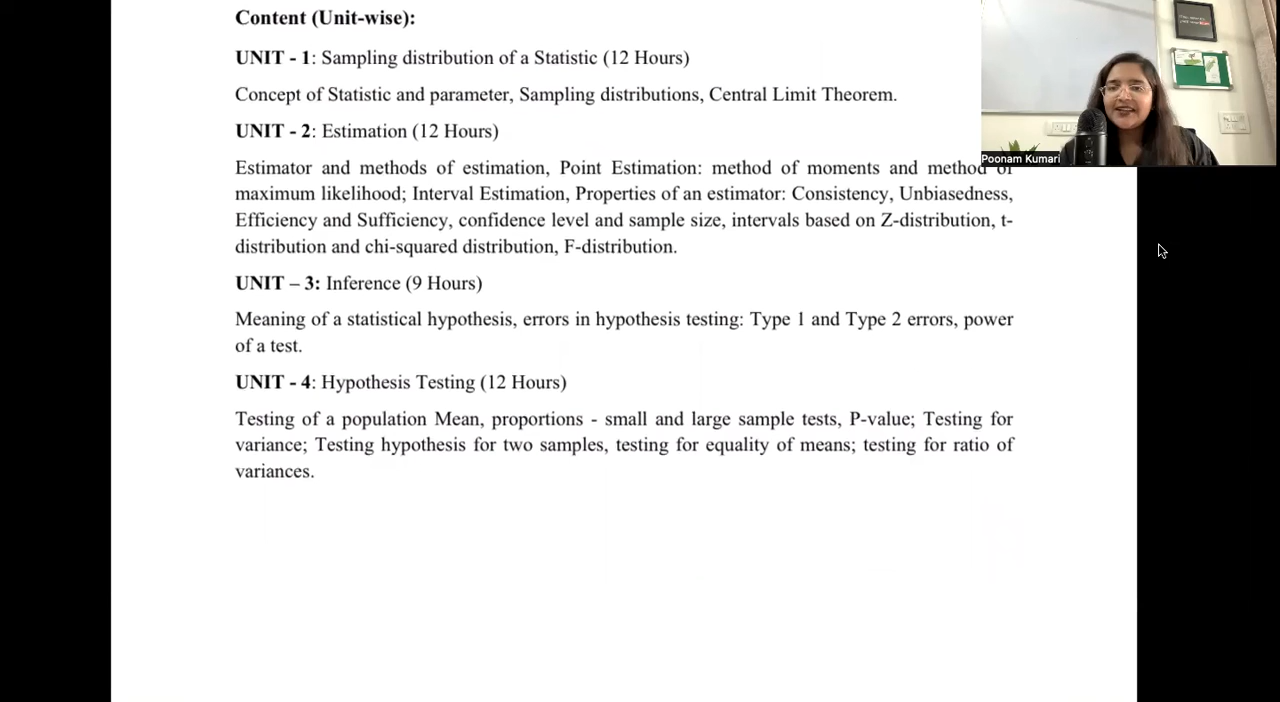 Content (Unit-wise):
UNIT - 1: Sampling distribution of a Statistic (12 Hours)
Concept of Statistic and parameter, Sampling distributions, Central Limit Theorem.
UNIT - 2: Estimation (12 Hours)
Poonam Kumari
Estimator and methods of estimation, Point Estimation: method of moments and method of
maximum likelihood; Interval Estimation, Properties of an estimator: Consistency, Unbiasedness,
Efficiency and Sufficiency, confidence level and sample size, intervals based on Z-distribution, t-
distribution and chi-squared distribution, F-distribution.
UNIT – 3: Inference (9 Hours)
Meaning of a statistical hypothesis, errors in hypothesis testing: Type 1 and Type 2 errors, power
of a test.
UNIT - 4: Hypothesis Testing (12 Hours)
Testing of a population Mean, proportions - small and large sample tests, P-value; Testing for
variance; Testing hypothesis for two samples, testing for equality of means; testing for ratio of
variances.